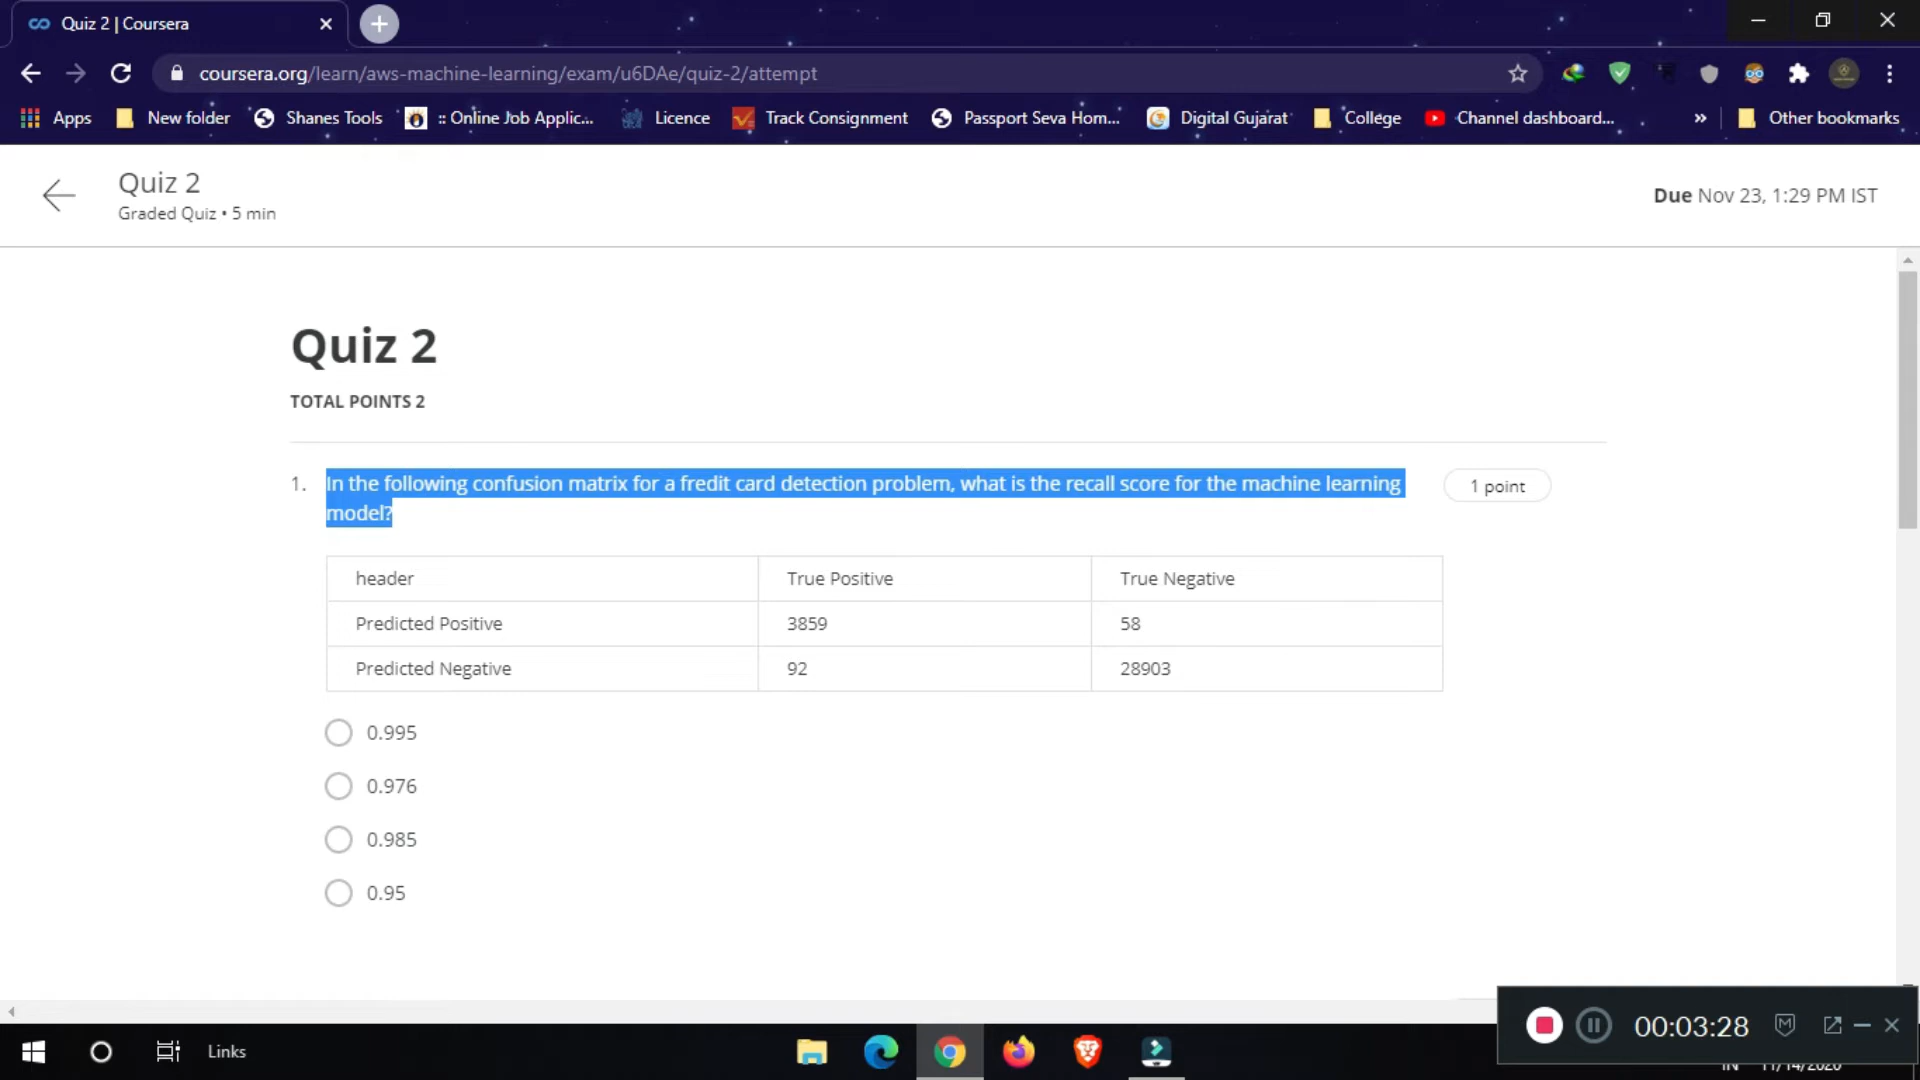 Quiz 2 | Coursera
coursera.org/learn/aws-machine-learning/exam/u6DAe/quiz-2/attempt
Apps New folder Shanes Tools :: Online Job Applic... Licence Track Consignment Passport Seva Hom... Digital Gujarat College Channel dashboard... » Other bookmarks
Quiz 2
Graded Quiz • 5 min
Due Nov 23, 1:29 PM IST
Quiz 2
TOTAL POINTS 2
1. In the following confusion matrix for a fredit card detection problem, what is the recall score for the machine learning
model?
1 point
header True Positive True Negative
Predicted Positive 3859 58
Predicted Negative 92 28903
0.995
0.976
0.985
0.95
00:03:28
Links